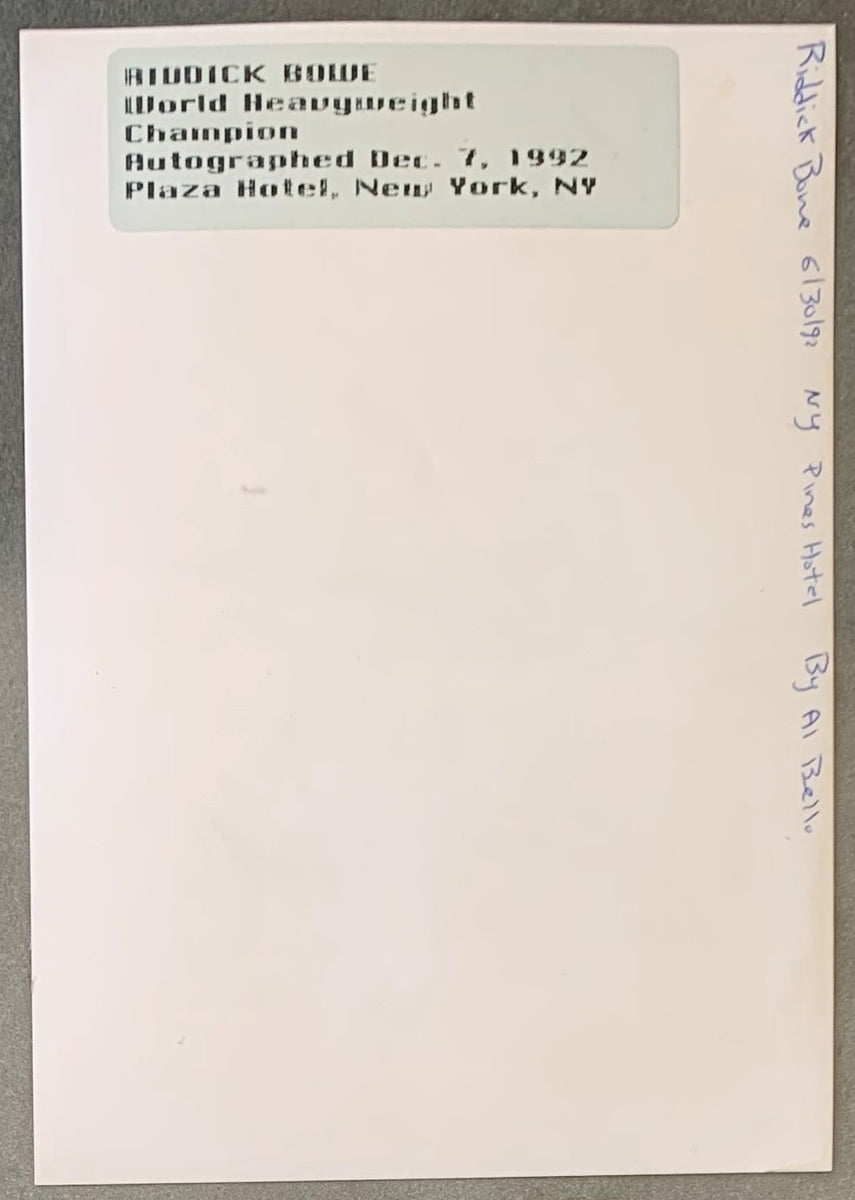 RIDDICK BOWE
World Heavyweight
Champion
Autographed Dec. 7, 1992
Plaza Hotel, New York, NY
Riddick Bowe 6/30/92 NY Pines Hotel By Al Bello